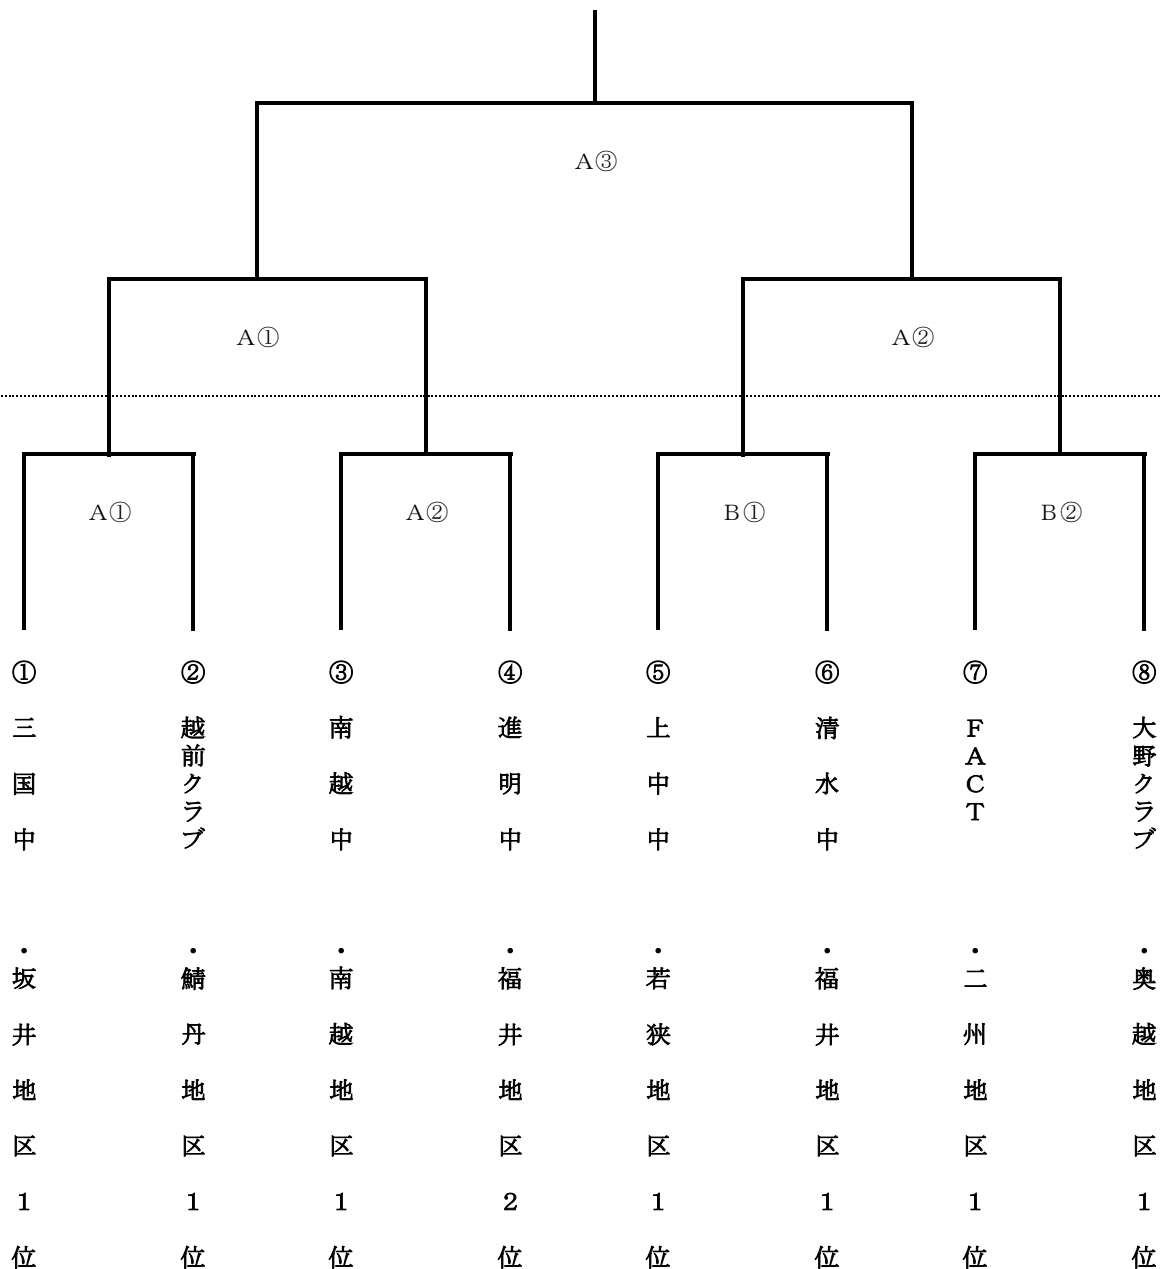 A③
A①
A②
A①
A②
B①
B②
①
②
③
④
⑤
⑥
⑦
⑧
三国中
越前クラブ
南越中
進明中
上中中
清水中
FACT
大野クラブ
・坂井地区1位
・鯖丹地区1位
・南越地区1位
・福井地区2位
・若狭地区1位
・福井地区1位
・二州地区1位
・奥越地区1位